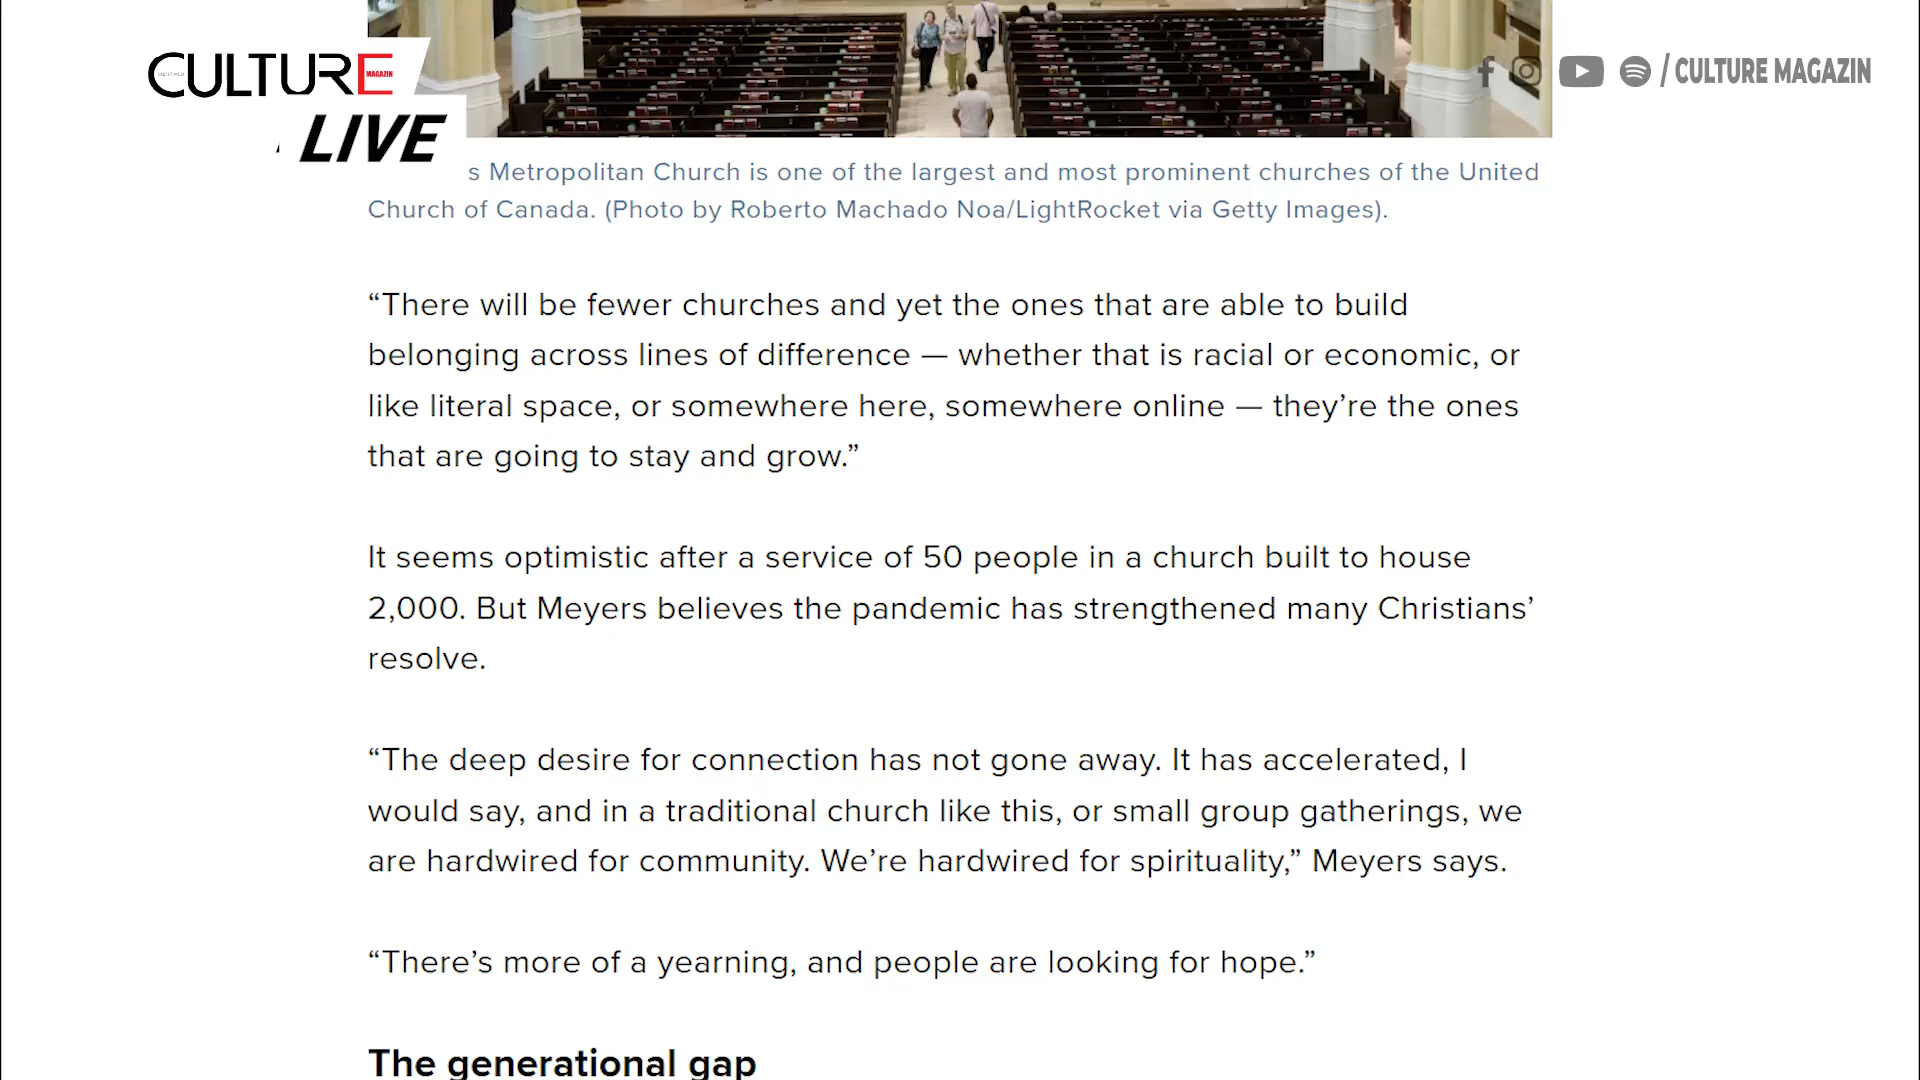 CULTURE
MAGAZIN
LIVE
/ CULTURE MAGAZIN
s Metropolitan Church is one of the largest and most prominent churches of the United
Church of Canada. (Photo by Roberto Machado Noa/LightRocket via Getty Images).
“There will be fewer churches and yet the ones that are able to build
belonging across lines of difference — whether that is racial or economic, or
like literal space, or somewhere here, somewhere online — they’re the ones
that are going to stay and grow.”
It seems optimistic after a service of 50 people in a church built to house
2,000. But Meyers believes the pandemic has strengthened many Christians’
resolve.
“The deep desire for connection has not gone away. It has accelerated, I
would say, and in a traditional church like this, or small group gatherings, we
are hardwired for community. We’re hardwired for spirituality,” Meyers says.
“There’s more of a yearning, and people are looking for hope.”
The generational gap